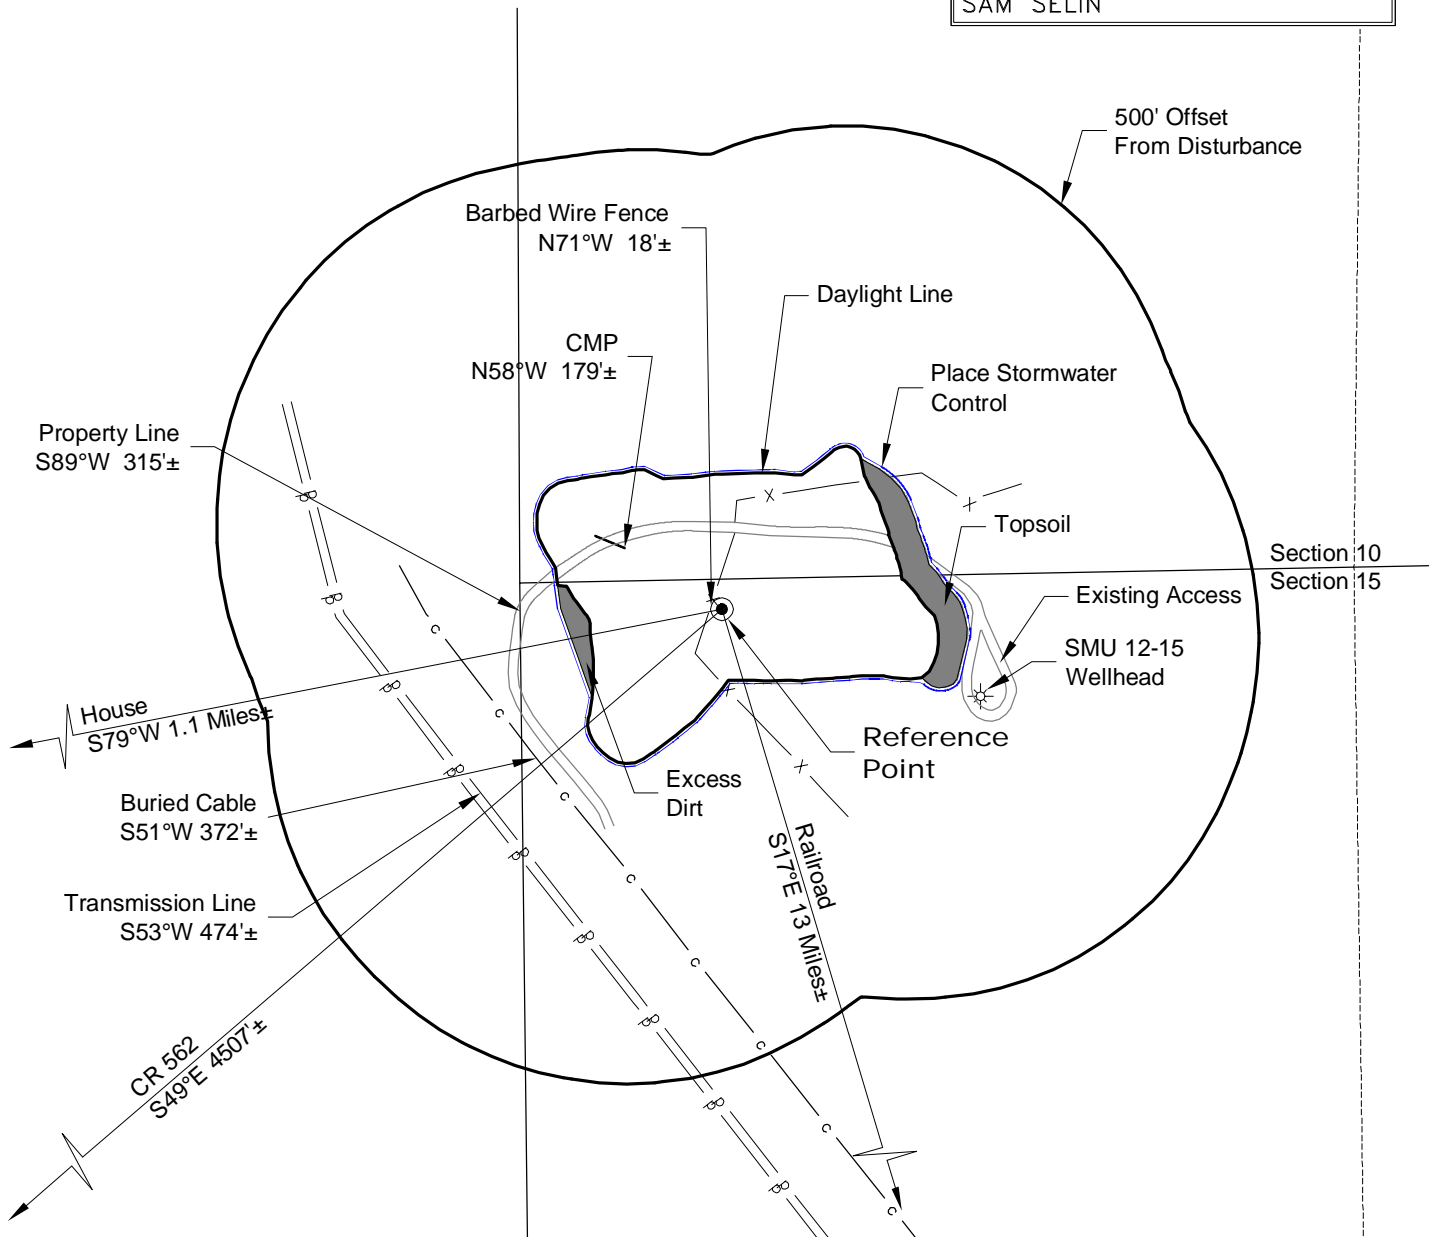 SAM SELIN
500' Offset
From Disturbance
Barbed Wire Fence
N71°W 18'±
Daylight Line
CMP
N58°W 179'±
Place Stormwater
Control
Property Line
S89°W 315'±
Topsoil
Section 10
Section 15
Existing Access
SMU 12-15
Wellhead
House
S79°W 1.1 Miles±
Reference
Point
Excess
Dirt
Buried Cable
S51°W 372'±
Railroad
S17°E 13 Miles±
Transmission Line
S53°W 474'±
CR 562
S49°E 4507'±